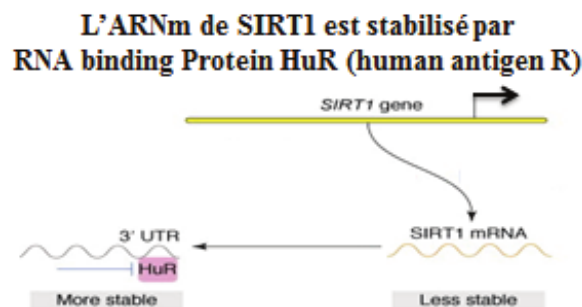 L'ARNm de SIRT1 est stabilisé par
RNA binding Protein HuR (human antigen R)
SIRT1 gene
3' UTR
SIRT1 mRNA
HuR
More stable
Less stable